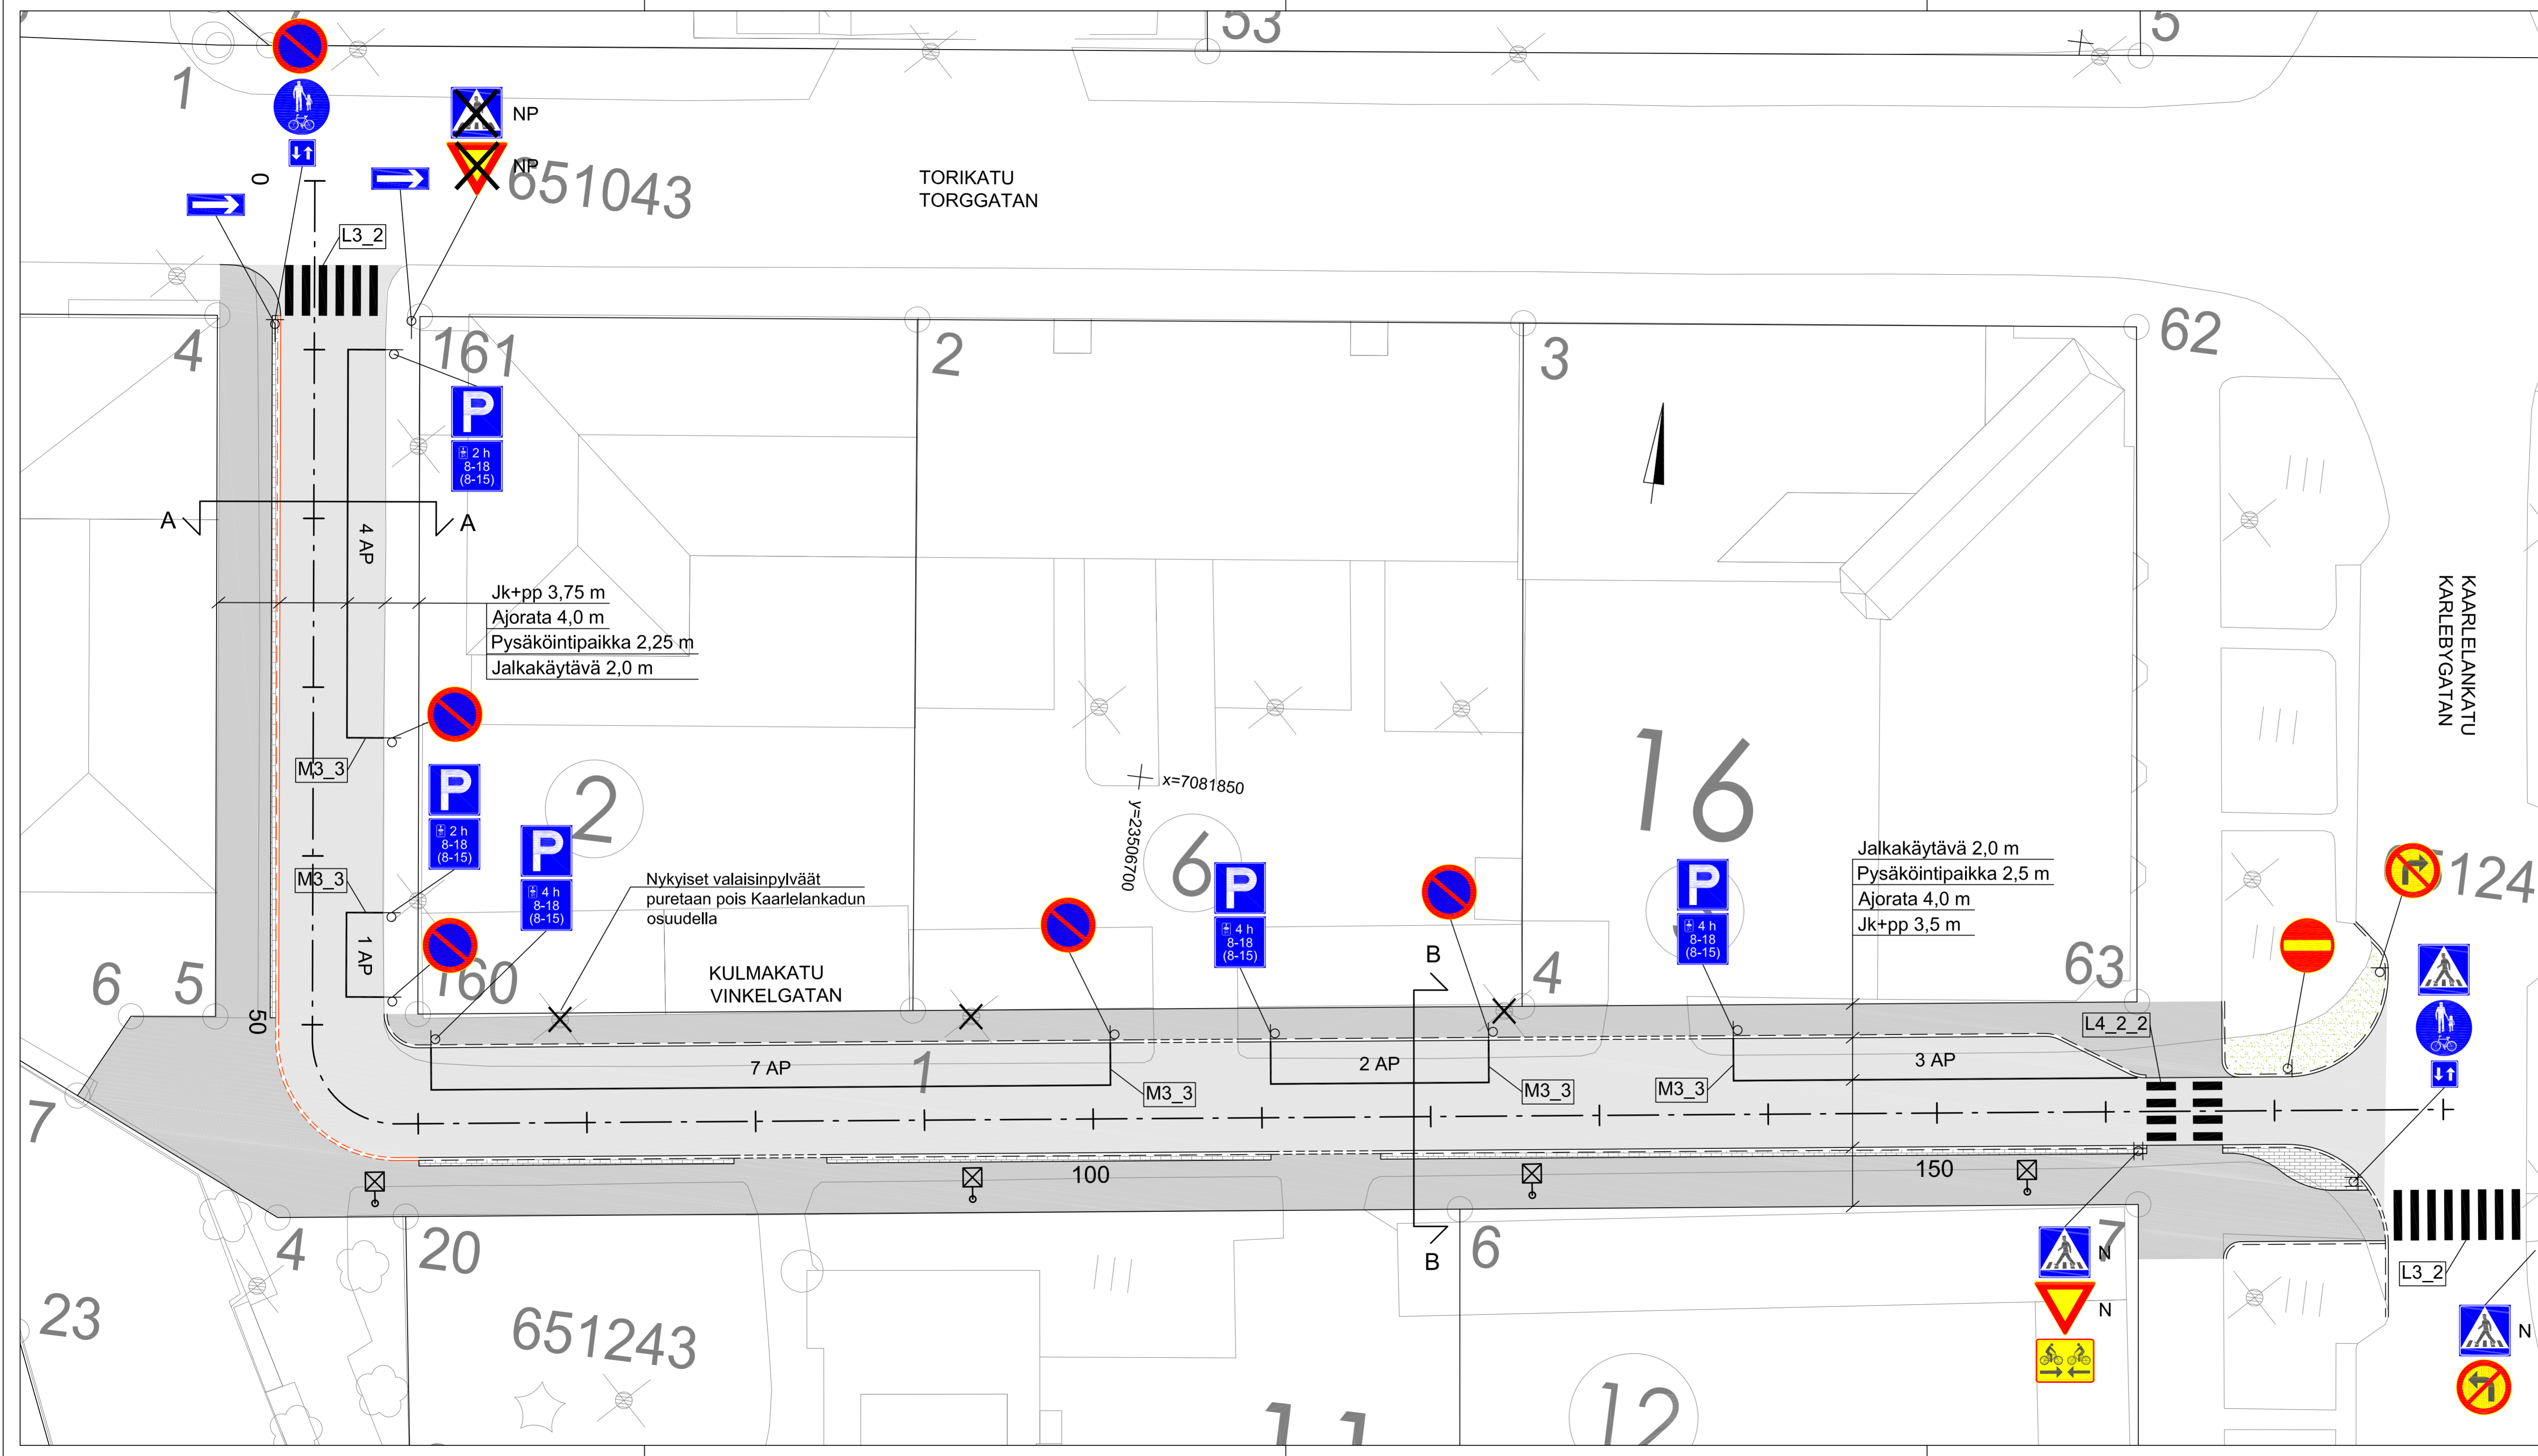 53
5
1
NP
NP
651043
TORIKATU
TORGGATAN
0
L3_2
4
161
2
3
62
P
2 h
8-18
(8-15)
A
A
4 AP
Jk+pp 3,75 m
Ajorata 4,0 m
Pysäköintipaikka 2,25 m
Jalkakäytävä 2,0 m
KAARLELANKATU
KARLEBYGATAN
M3_3
P
2 h
8-18
(8-15)
2
x=7081850
y=23506700
16
M3_3
P
4 h
8-18
(8-15)
Nykyiset valaisinpylväät
puretaan pois Kaarlelankadun
osuudella
6
P
4 h
8-18
(8-15)
P
4 h
8-18
(8-15)
Jalkakäytävä 2,0 m
Pysäköintipaikka 2,5 m
Ajorata 4,0 m
Jk+pp 3,5 m
1 AP
160
KULMAKATU
VINKELGATAN
B
4
63
6
5
50
L4_2_2
7
7 AP
1
M3_3
2 AP
M3_3
M3_3
3 AP
100
150
4
20
B
6
7
N
N
L3_2
N
23
651243
11
12